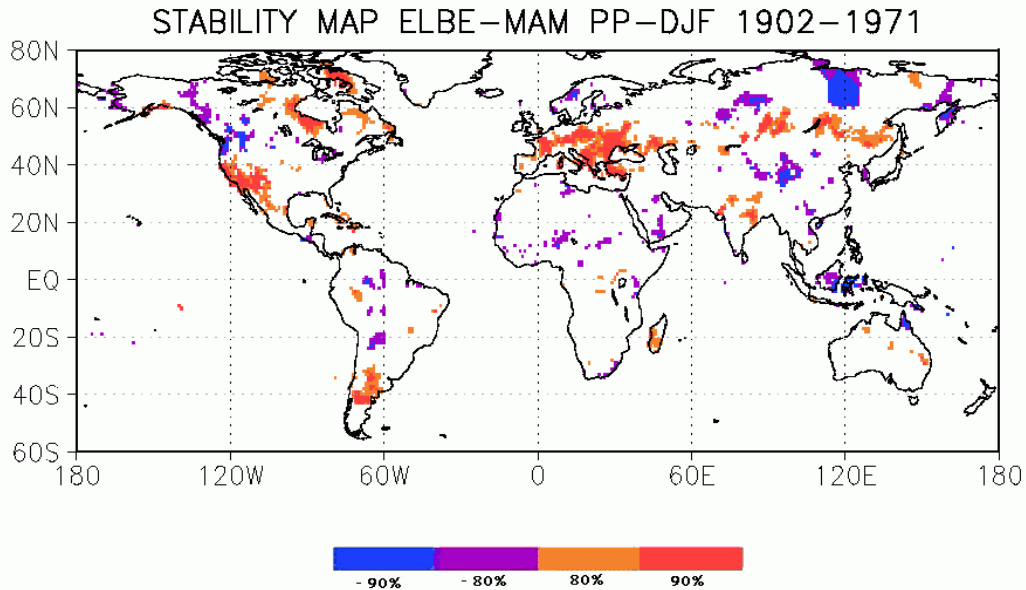 STABILITY MAP ELBE-MAM PP-DJF 1902-1971
80N
60N
40N
20N
EQ
20S
40S
60S
180 120W 60W 0 60E 120E 180
-90% -80% 80% 90%